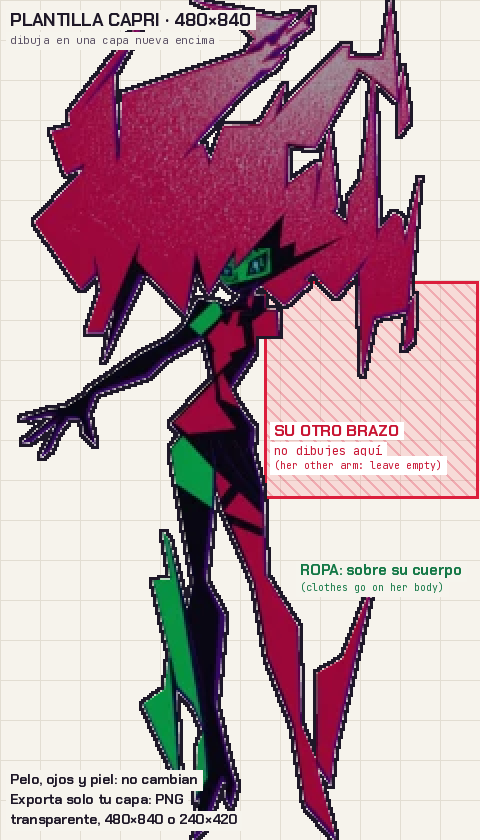 PLANTILLA CAPRI · 480×840
dibuja en una capa nueva encima
SU OTRO BRAZO
no dibujes aquí
(her other arm: leave empty)
ROPA: sobre su cuerpo
(clothes go on her body)
Pelo, ojos y piel: no cambian
Exporta solo tu capa: PNG
transparente, 480×840 o 240×420